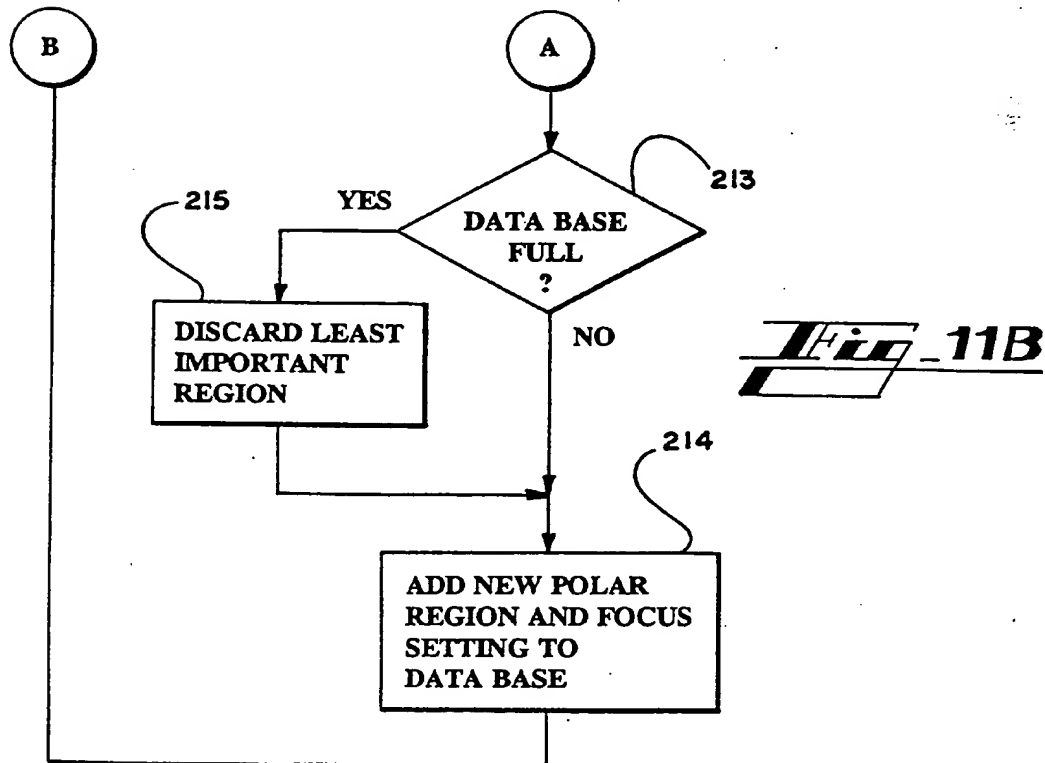 B
A
213
215
YES
DATA BASE
FULL
?
DISCARD LEAST
IMPORTANT
REGION
NO
Fig_11B
214
ADD NEW POLAR
REGION AND FOCUS
SETTING TO
DATA BASE